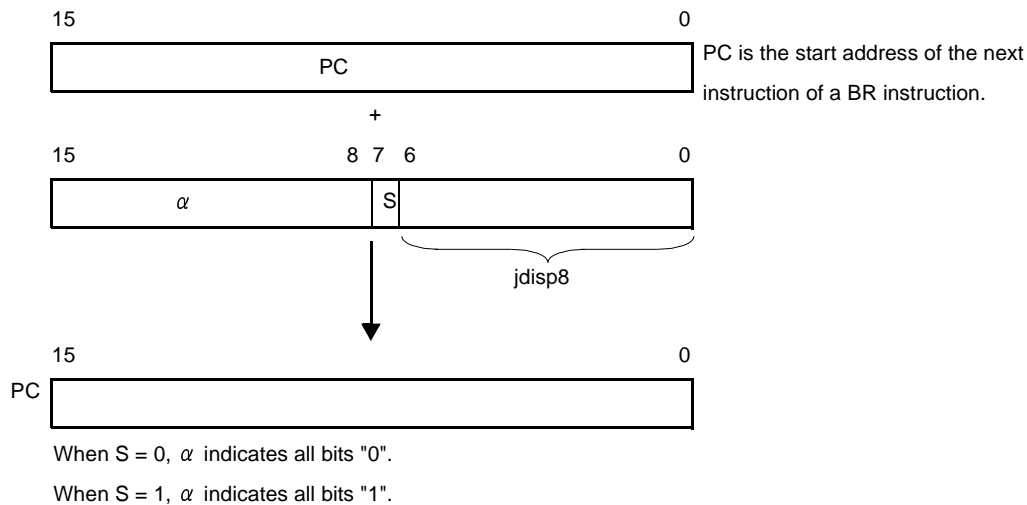 15 0
PC
PC is the start address of the next
instruction of a BR instruction.
+
15 8 7 6 0
α S
jdisp8
15 0
PC
When S = 0, α indicates all bits "0".
When S = 1, α indicates all bits "1".